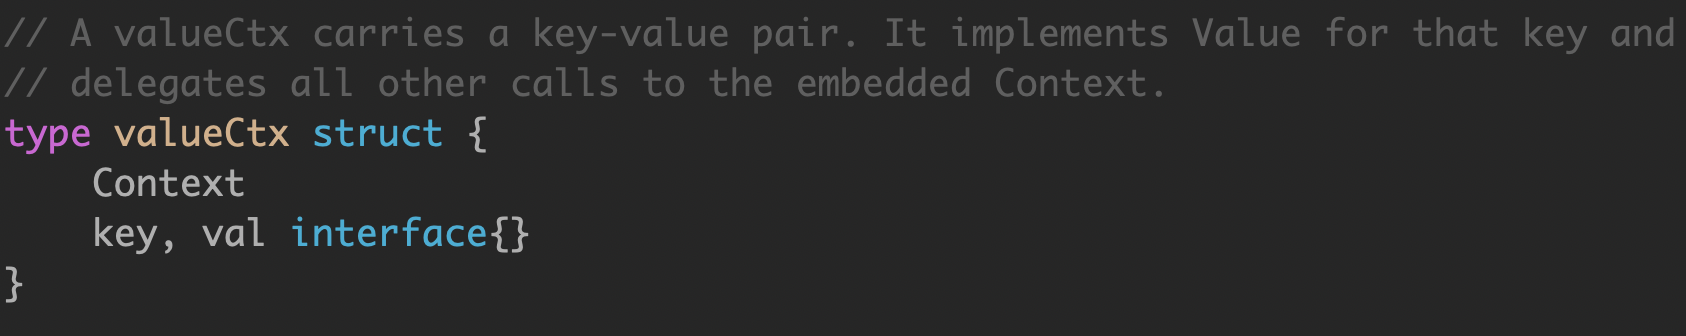 // A valueCtx carries a key-value pair. It implements Value for that key and
// delegates all other calls to the embedded Context.
type valueCtx struct {
    Context
    key, val interface{}
}